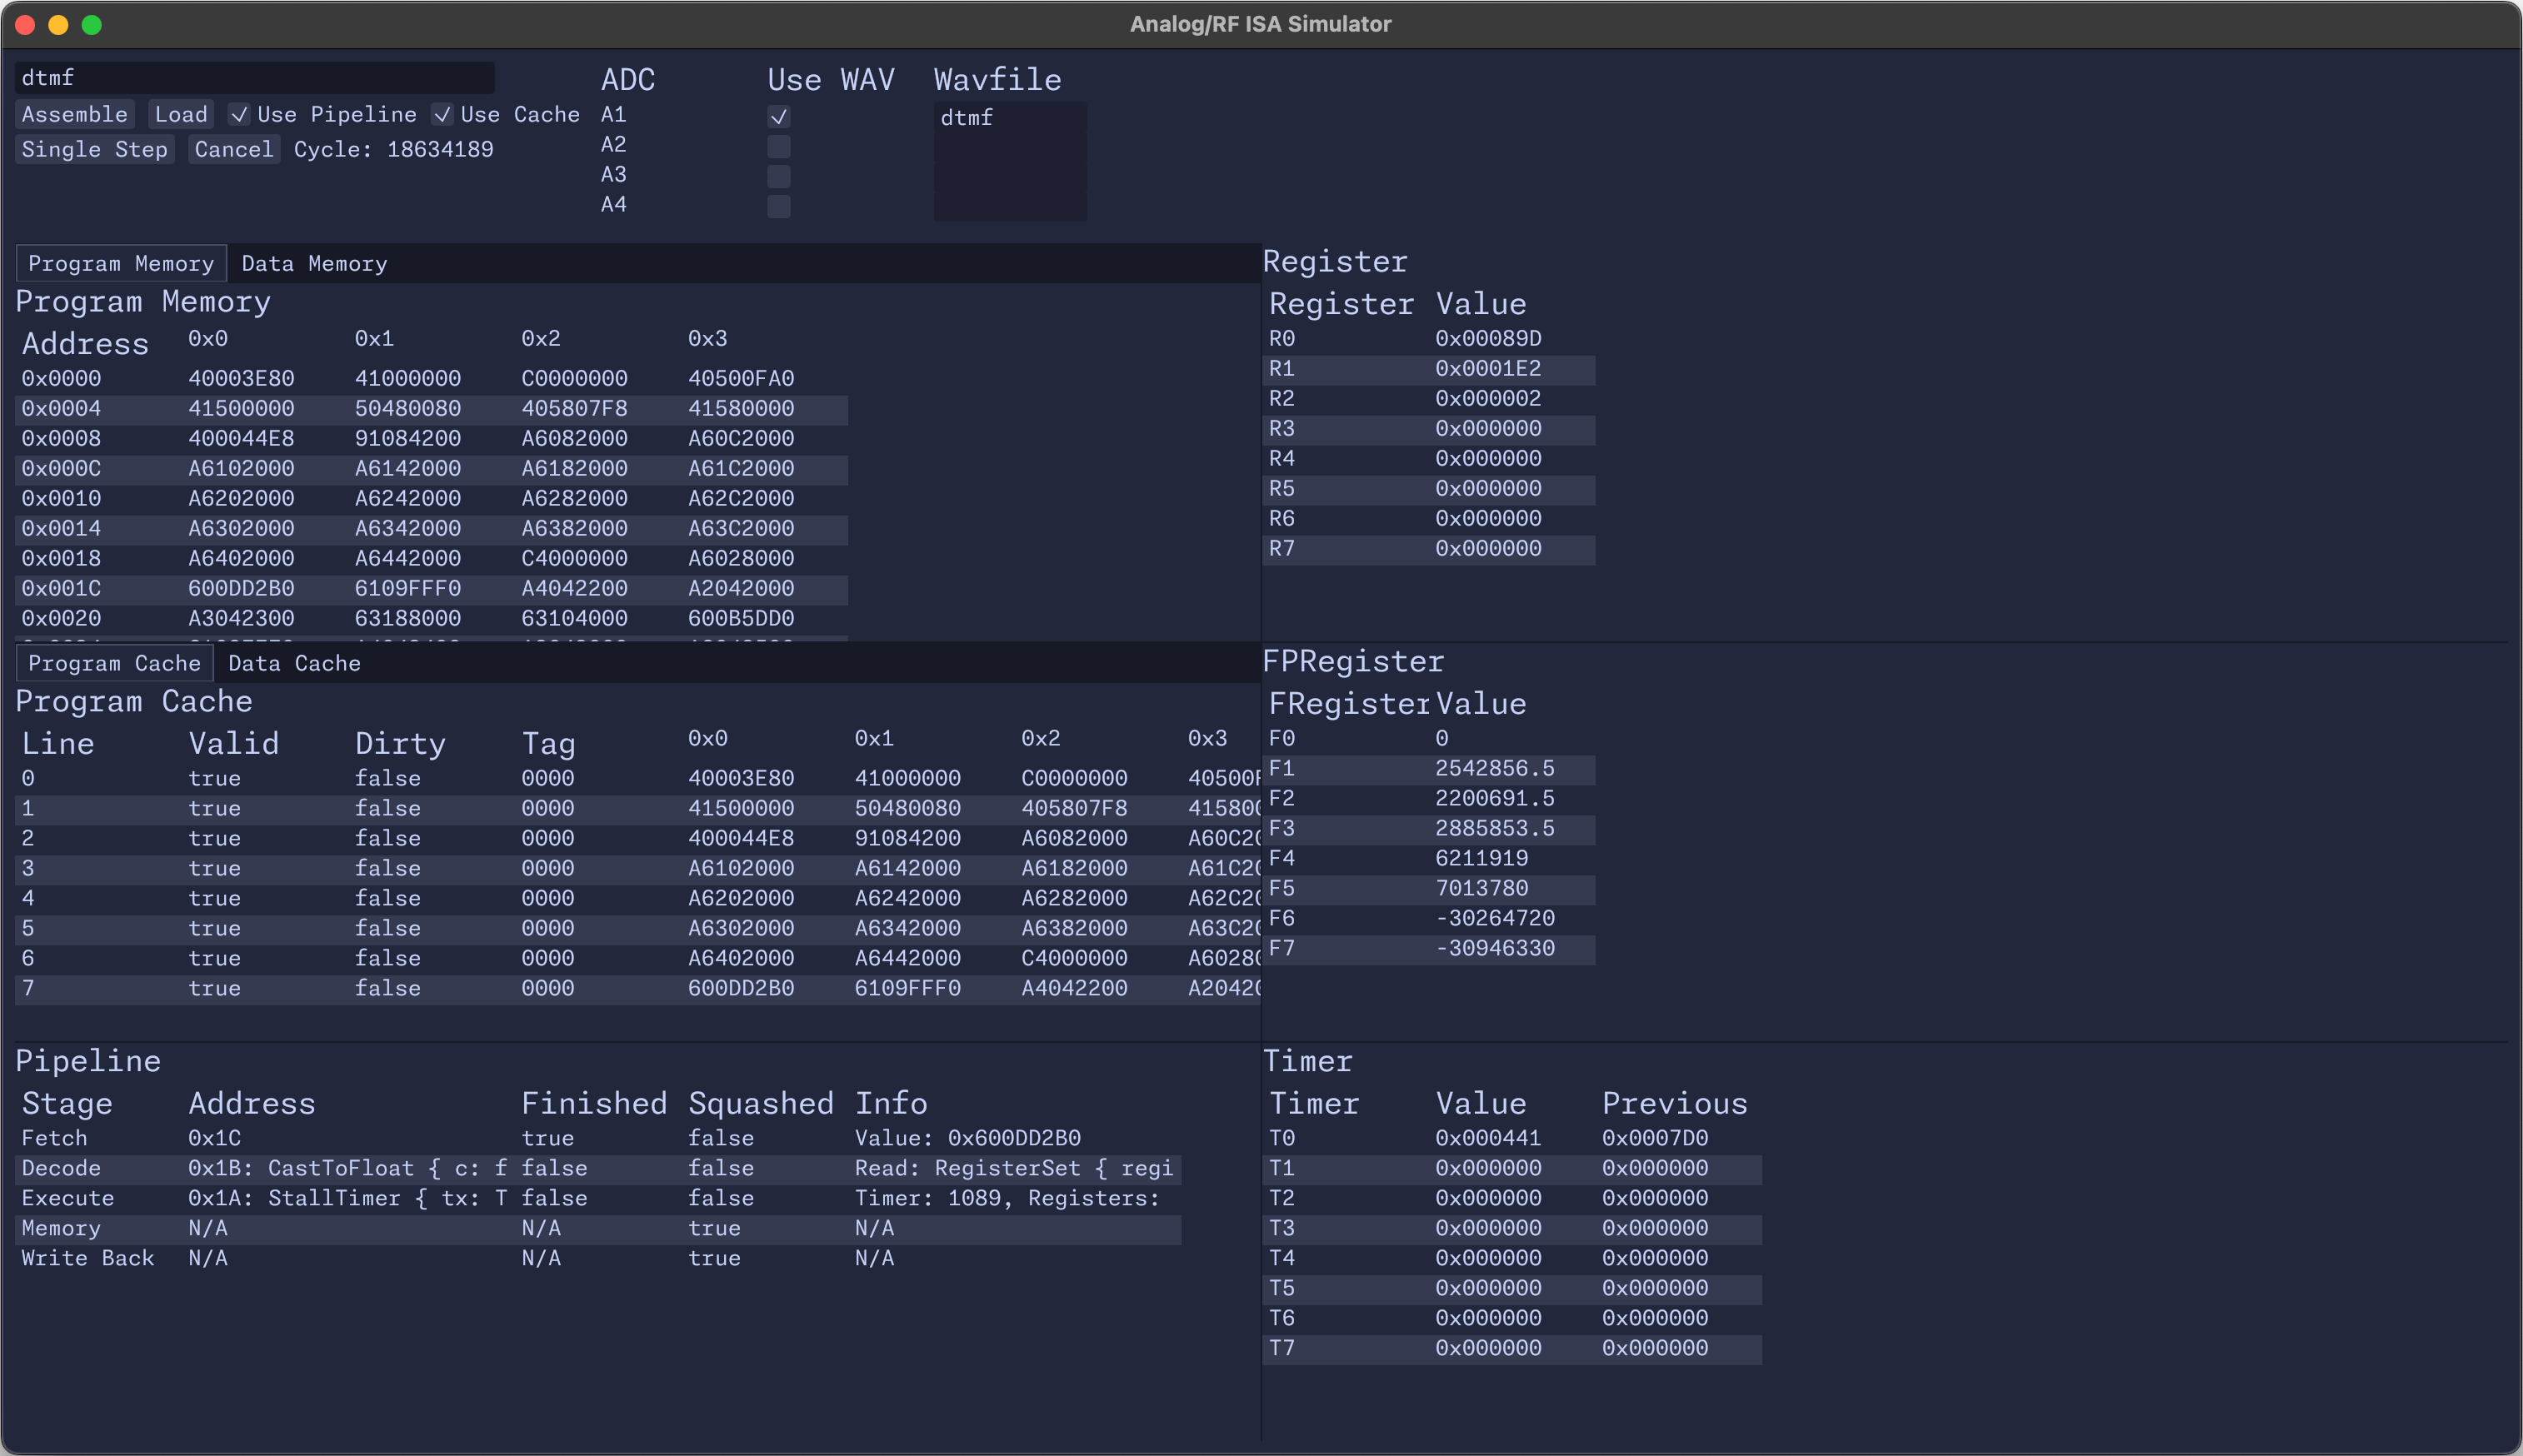 Analog/RF ISA Simulator
dtmf
Assemble Load Use Pipeline Use Cache
Single Step Cancel Cycle: 18634189
ADC Use WAV Wavfile
A1 dtmf
A2
A3
A4
Program Memory Data Memory
Program Memory
Address 0x0 0x1 0x2 0x3
0x0000 40003E80 41000000 C0000000 40500FA0
0x0004 41500000 50480080 405807F8 41580000
0x0008 400044E8 91084200 A6082000 A60C2000
0x000C A6102000 A6142000 A6182000 A61C2000
0x0010 A6202000 A6242000 A6282000 A62C2000
0x0014 A6302000 A6342000 A6382000 A63C2000
0x0018 A6402000 A6442000 C4000000 A6028000
0x001C 600DD2B0 6109FFF0 A4042200 A2042000
0x0020 A3042300 63188000 63104000 600B5DD0
Register
Register Value
R0 0x00089D
R1 0x0001E2
R2 0x000002
R3 0x000000
R4 0x000000
R5 0x000000
R6 0x000000
R7 0x000000
Program Cache Data Cache
Program Cache
Line Valid Dirty Tag 0x0 0x1 0x2 0x3
0 true false 0000 40003E80 41000000 C0000000 40500F
1 true false 0000 41500000 50480080 405807F8 41580
2 true false 0000 400044E8 91084200 A6082000 A60C2
3 true false 0000 A6102000 A6142000 A6182000 A61C2
4 true false 0000 A6202000 A6242000 A6282000 A62C2
5 true false 0000 A6302000 A6342000 A6382000 A63C2
6 true false 0000 A6402000 A6442000 C4000000 A6028
7 true false 0000 600DD2B0 6109FFF0 A4042200 A2042
FPRegister
FRegister Value
F0 0
F1 2542856.5
F2 2200691.5
F3 2885853.5
F4 6211919
F5 7013780
F6 -30264720
F7 -30946330
Pipeline
Stage Address Finished Squashed Info
Fetch 0x1C true false Value: 0x600DD2B0
Decode 0x1B: CastToFloat { c: f false false Read: RegisterSet { regi
Execute 0x1A: StallTimer { tx: T false false Timer: 1089, Registers:
Memory N/A N/A true N/A
Write Back N/A N/A true N/A
Timer
Timer Value Previous
T0 0x000441 0x0007D0
T1 0x000000 0x000000
T2 0x000000 0x000000
T3 0x000000 0x000000
T4 0x000000 0x000000
T5 0x000000 0x000000
T6 0x000000 0x000000
T7 0x000000 0x000000